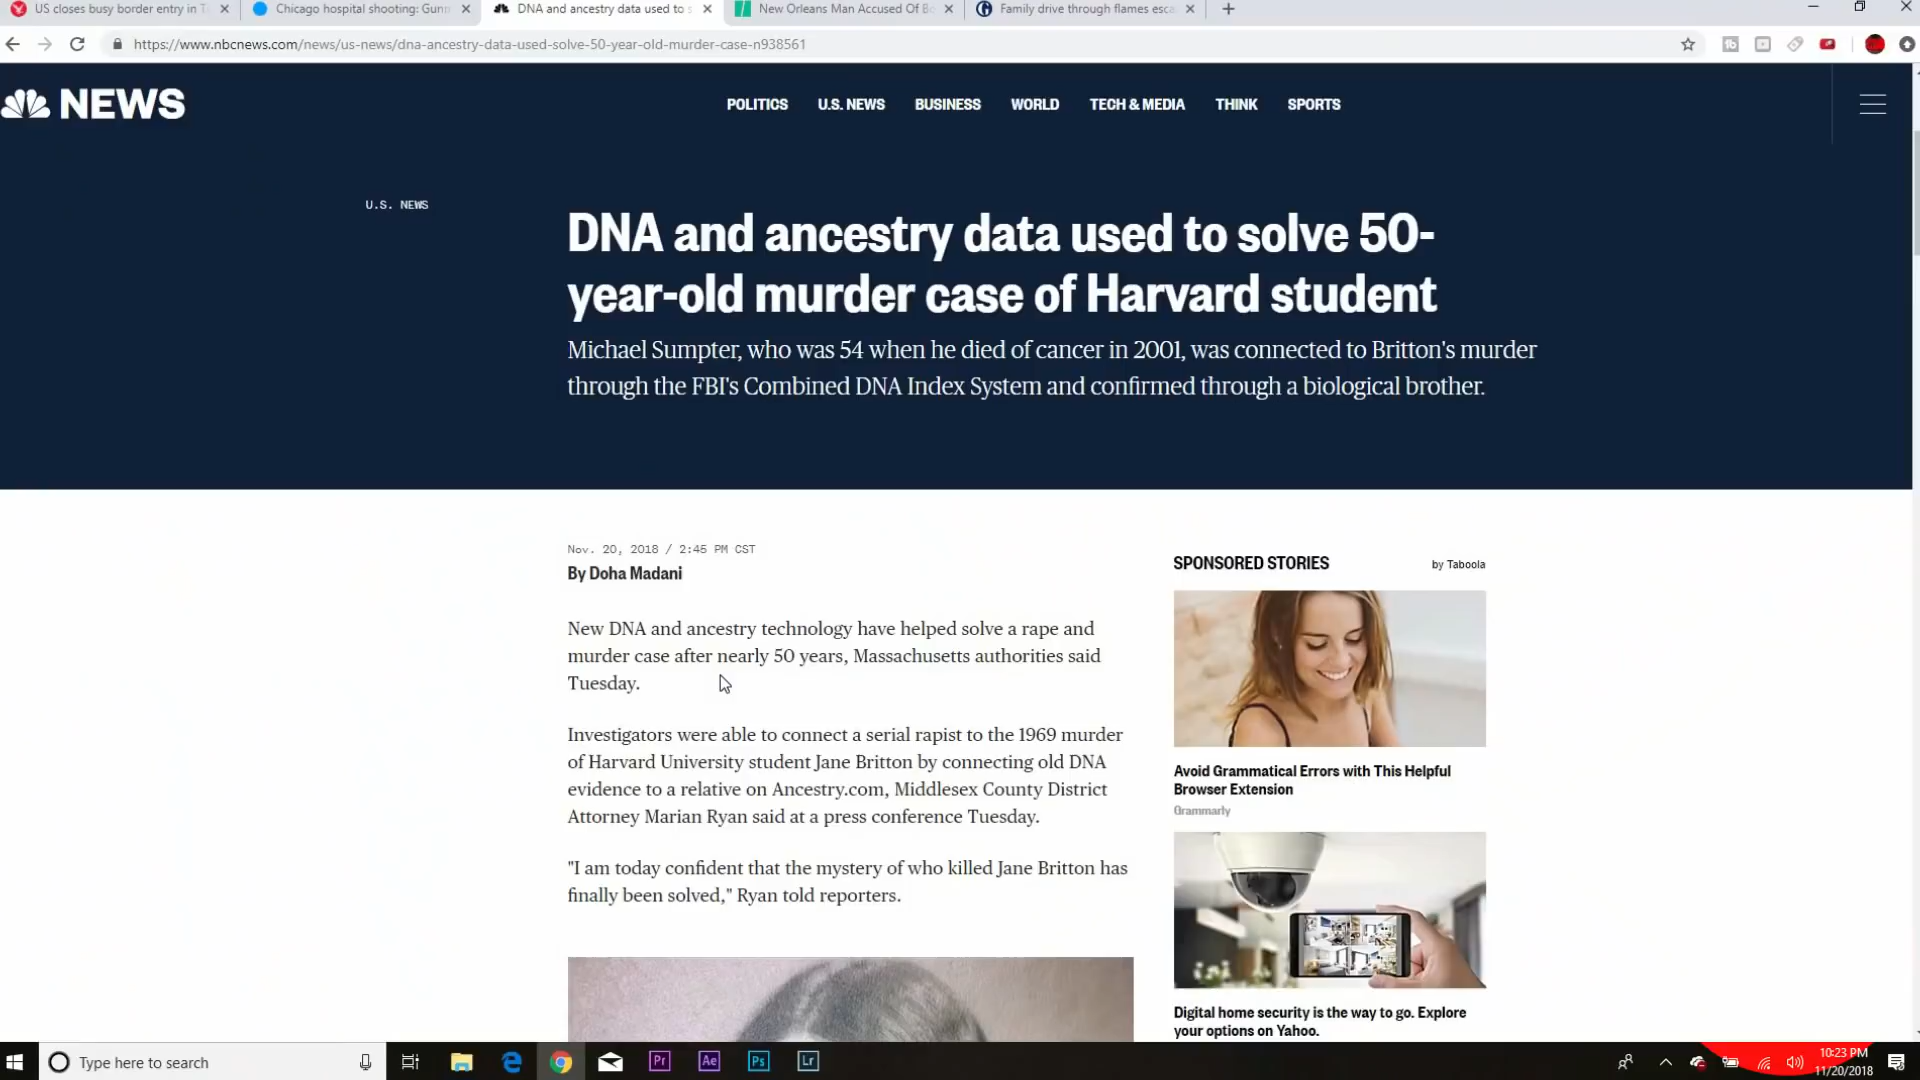 US closes busy border entry in T
Chicago hospital shooting: Gunm
DNA and ancestry data used to s
New Orleans Man Accused Of Bo
Family drive through flames esca
https://www.nbcnews.com/news/us-news/dna-ancestry-data-used-solve-50-year-old-murder-case-n938561
NEWS
POLITICS U.S. NEWS BUSINESS WORLD TECH & MEDIA THINK SPORTS
U.S. NEWS
DNA and ancestry data used to solve 50-
year-old murder case of Harvard student
Michael Sumpter, who was 54 when he died of cancer in 2001, was connected to Britton's murder
through the FBI's Combined DNA Index System and confirmed through a biological brother.
Nov. 20, 2018 / 2:45 PM CST
By Doha Madani
New DNA and ancestry technology have helped solve a rape and
murder case after nearly 50 years, Massachusetts authorities said
Tuesday.
Investigators were able to connect a serial rapist to the 1969 murder
of Harvard University student Jane Britton by connecting old DNA
evidence to a relative on Ancestry.com, Middlesex County District
Attorney Marian Ryan said at a press conference Tuesday.
"I am today confident that the mystery of who killed Jane Britton has
finally been solved," Ryan told reporters.
SPONSORED STORIES
by Taboola
Avoid Grammatical Errors with This Helpful
Browser Extension
Grammarly
Digital home security is the way to go. Explore
your options on Yahoo.
Type here to search
Pr
Ae
Ps
Lr
10:23 PM
11/20/2018